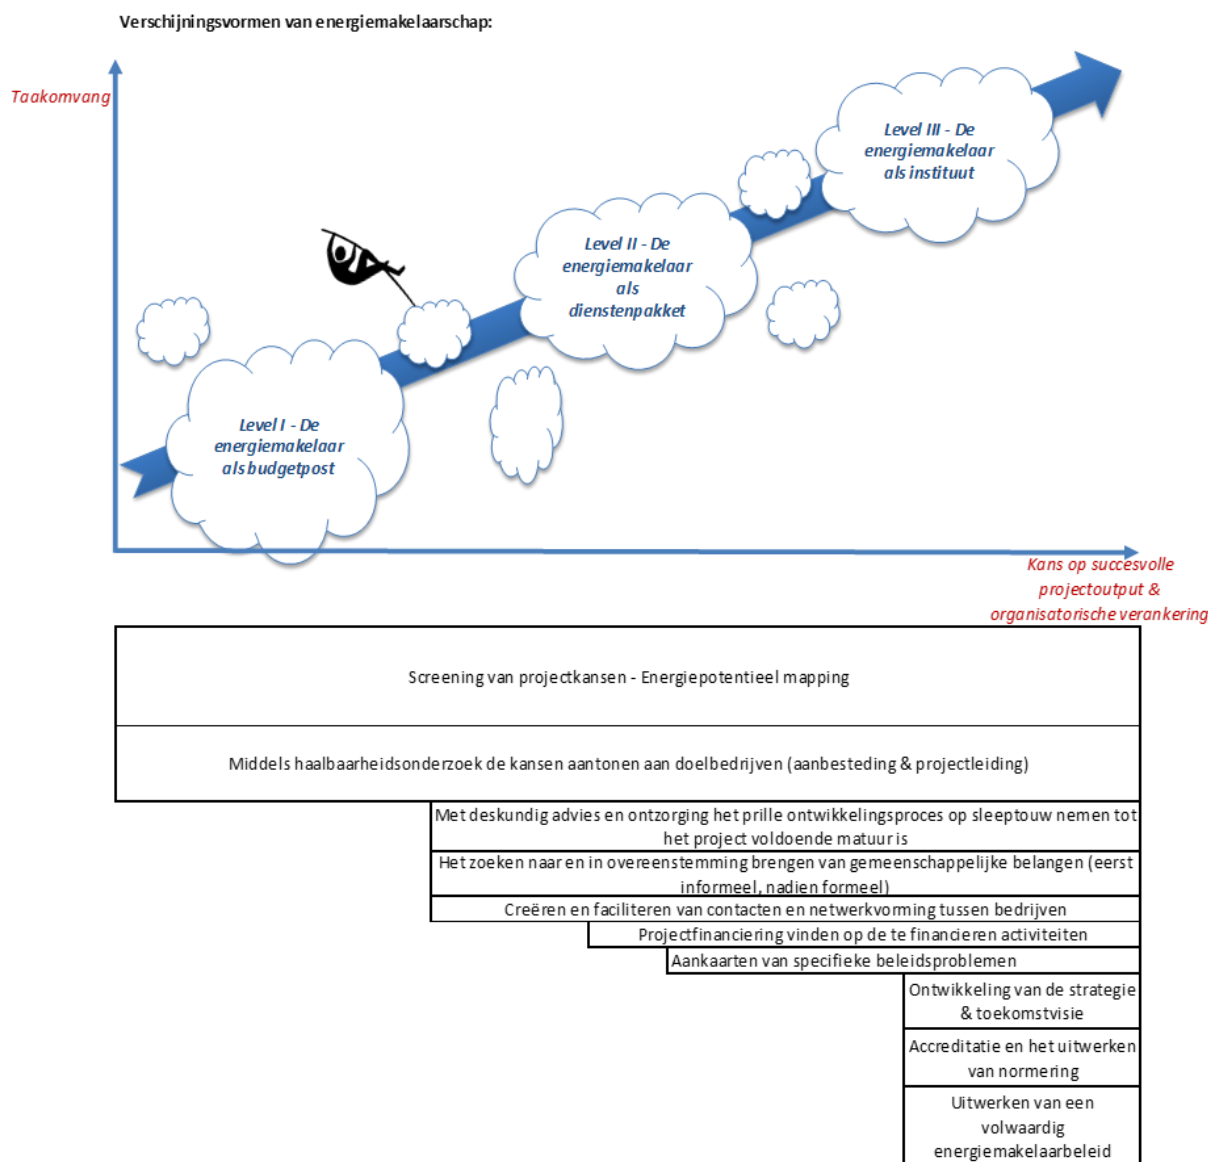 Verschijningsvormen van energiemakelaarschap:
Taakomvang
Level III - De
energiemakelaar
als instituut
Level II - De
energiemakelaar
als
dienstenpakket
Level I - De
energiemakelaar
als budgetpost
Kans op succesvolle
projectoutput &
organisatorische verankering
Screening van projectkansen - Energiepotentieel mapping
Middels haalbaarheidsonderzoek de kansen aantonen aan doelbedrijven (aanbesteding & projectleiding)
Met deskundig advies en ontzorging het prille ontwikkelingsproces op sleeptouw nemen tot
het project voldoende matuur is
Het zoeken naar en in overeenstemming brengen van gemeenschappelijke belangen (eerst
informeel, nadien formeel)
Creëren en faciliteren van contacten en netwerkvorming tussen bedrijven
Projectfinanciering vinden op de te financieren activiteiten
Aankaarten van specifieke beleidsproblemen
Ontwikkeling van de strategie
& toekomstvisie
Accreditatie en het uitwerken
van normering
Uitwerken van een
volwaardig
energiemakelaarbeleid